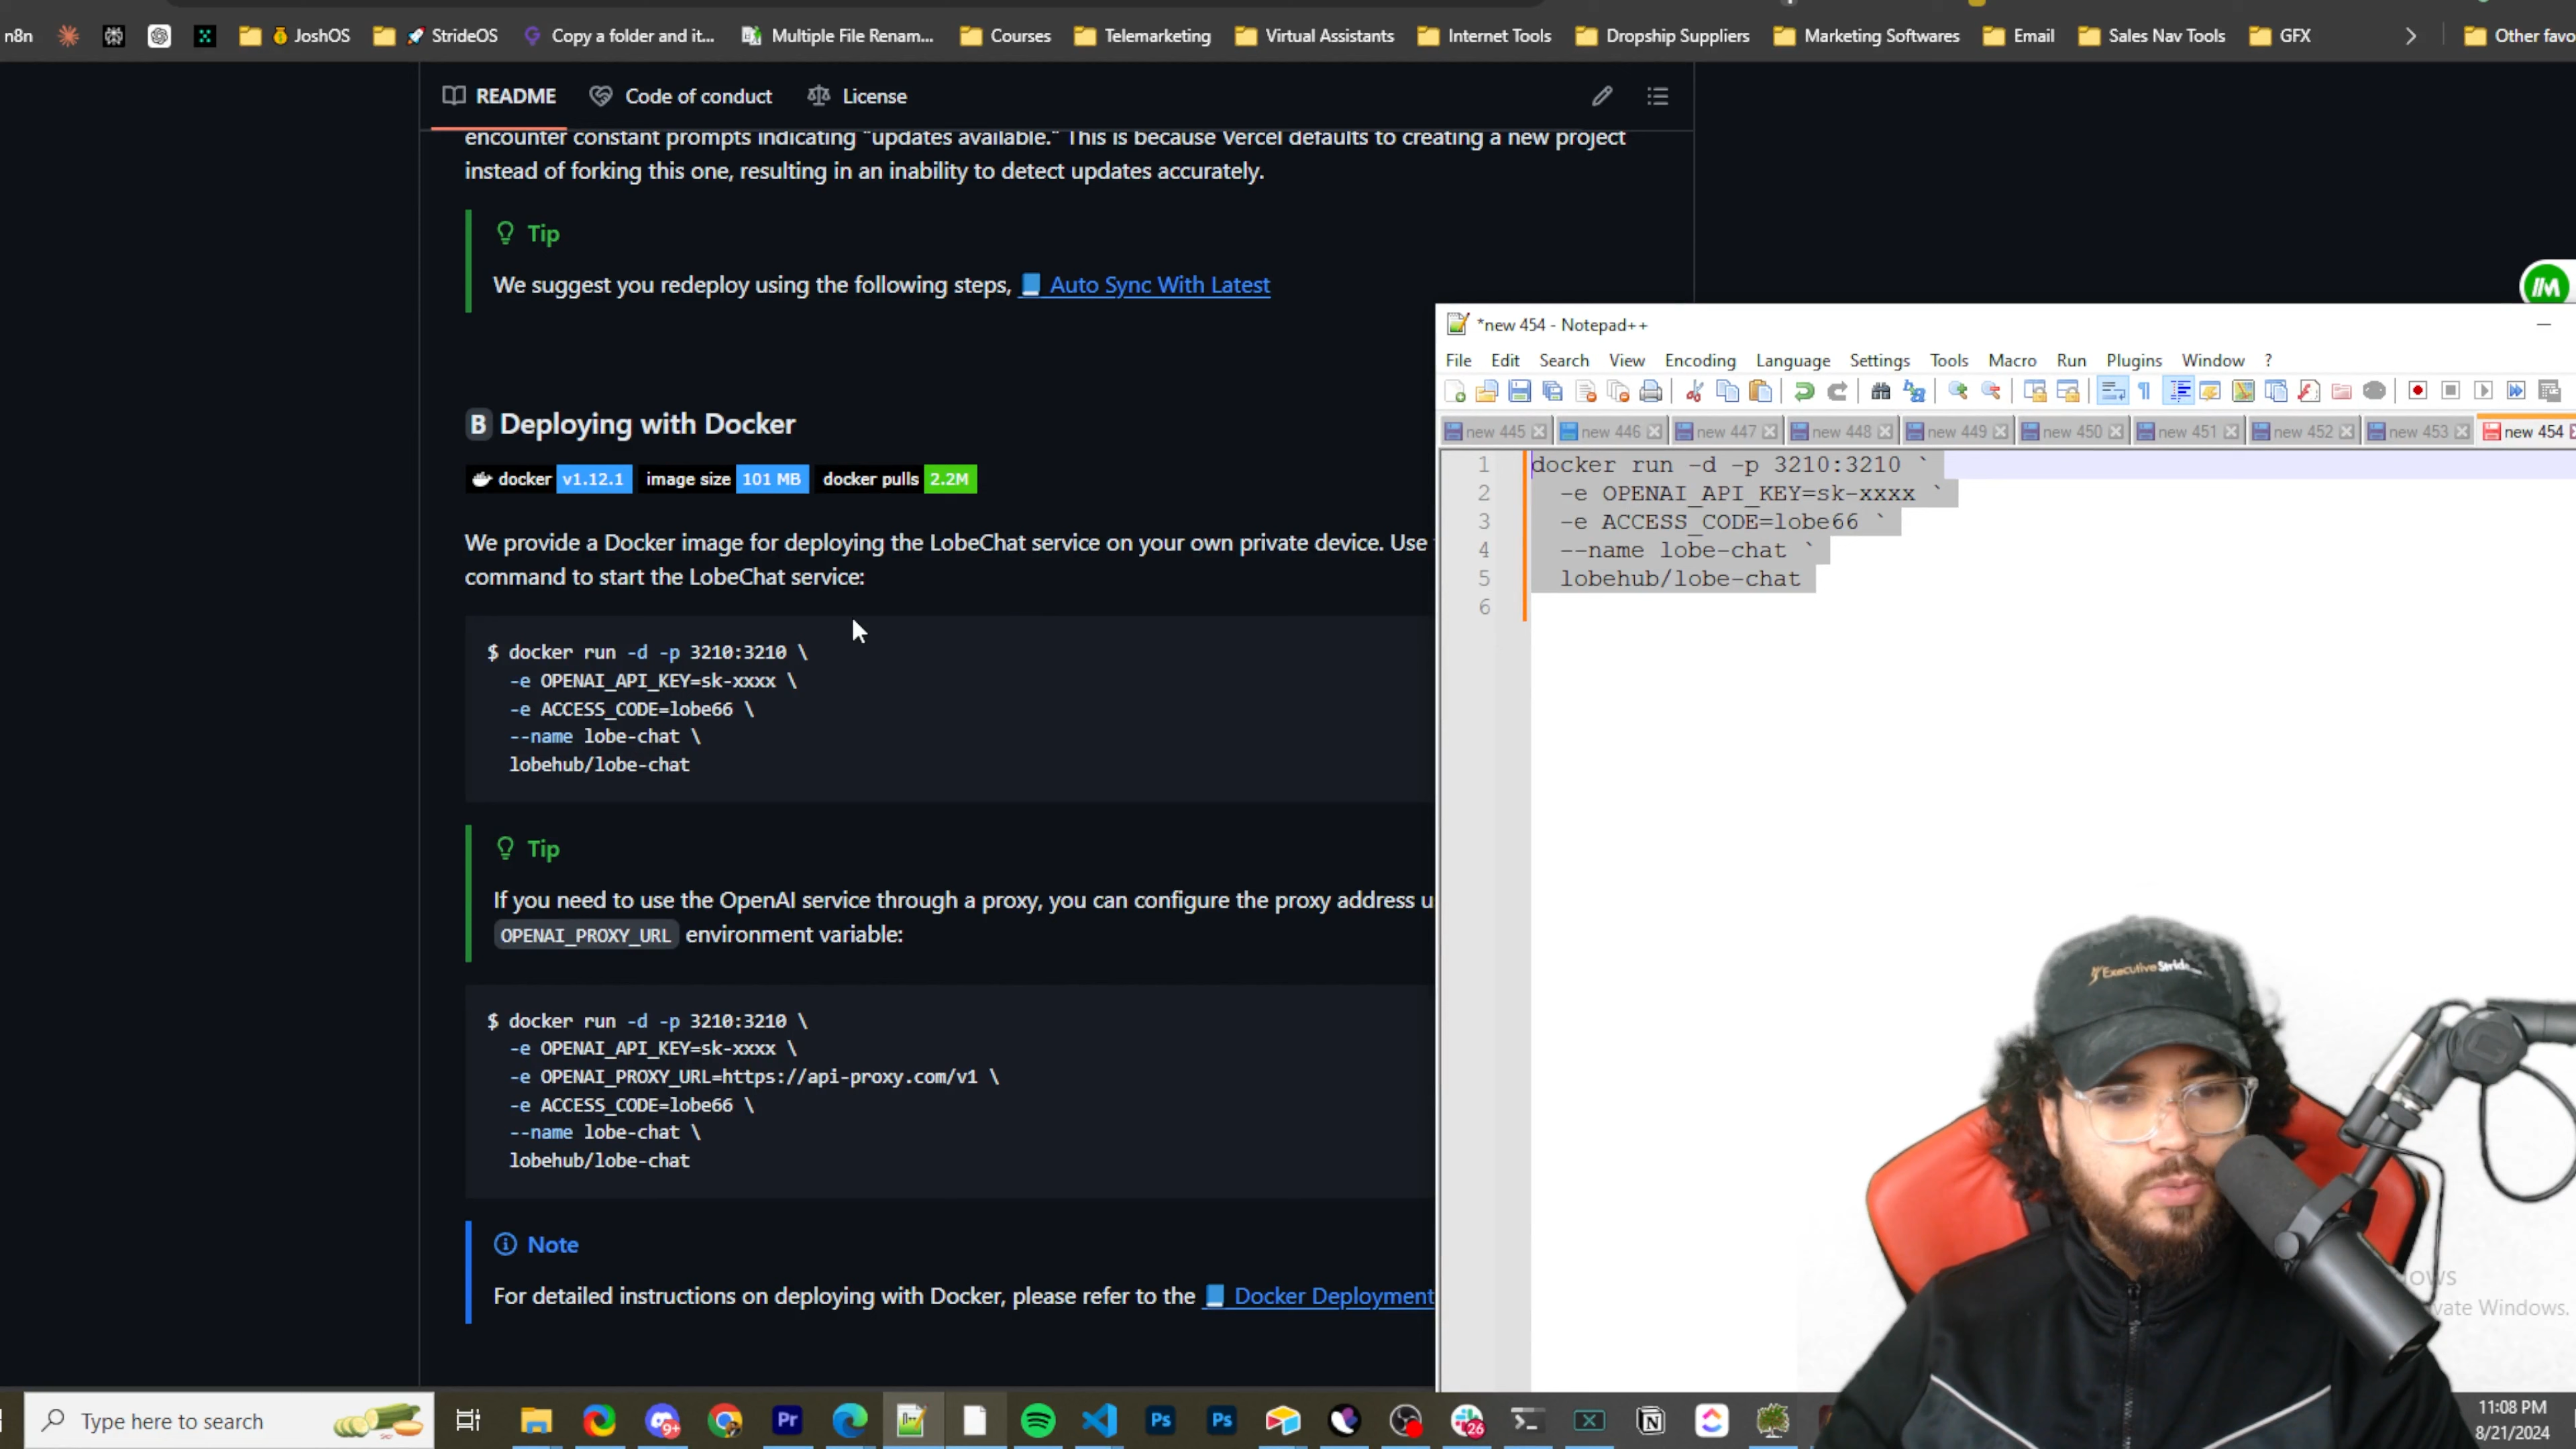 n8n
JoshOS
StrideOS
Copy a folder and it...
Multiple File Renam...
Courses
Telemarketing
Virtual Assistants
Internet Tools
Dropship Suppliers
Marketing Softwares
Email
Sales Nav Tools
GFX
Other favo
README
Code of conduct
License
encounter constant prompts indicating "updates available." This is because Vercel defaults to creating a new project
instead of forking this one, resulting in an inability to detect updates accurately.
Tip
We suggest you redeploy using the following steps, Auto Sync With Latest
B Deploying with Docker
docker v1.12.1 image size 101 MB docker pulls 2.2M
We provide a Docker image for deploying the LobeChat service on your own private device. Use
command to start the LobeChat service:
$ docker run -d -p 3210:3210 \
-e OPENAI_API_KEY=sk-xxxx \
-e ACCESS_CODE=lobe66 \
--name lobe-chat \
lobehub/lobe-chat
Tip
If you need to use the OpenAI service through a proxy, you can configure the proxy address u
OPENAI_PROXY_URL environment variable:
$ docker run -d -p 3210:3210 \
-e OPENAI_API_KEY=sk-xxxx \
-e OPENAI_PROXY_URL=https://api-proxy.com/v1 \
-e ACCESS_CODE=lobe66 \
--name lobe-chat \
lobehub/lobe-chat
Note
For detailed instructions on deploying with Docker, please refer to the Docker Deployment
*new 454 - Notepad++
File Edit Search View Encoding Language Settings Tools Macro Run Plugins Window ?
new 445 new 446 new 447 new 448 new 449 new 450 new 451 new 452 new 453 new 454
1 docker run -d -p 3210:3210 `
2 -e OPENAI_API_KEY=sk-xxxx `
3 -e ACCESS_CODE=lobe66 `
4 --name lobe-chat `
5 lobehub/lobe-chat
6
ExecutiveStride
ows
vate Windows.
Type here to search
9+
Pr
Ps
Ps
26
11:08 PM
8/21/2024